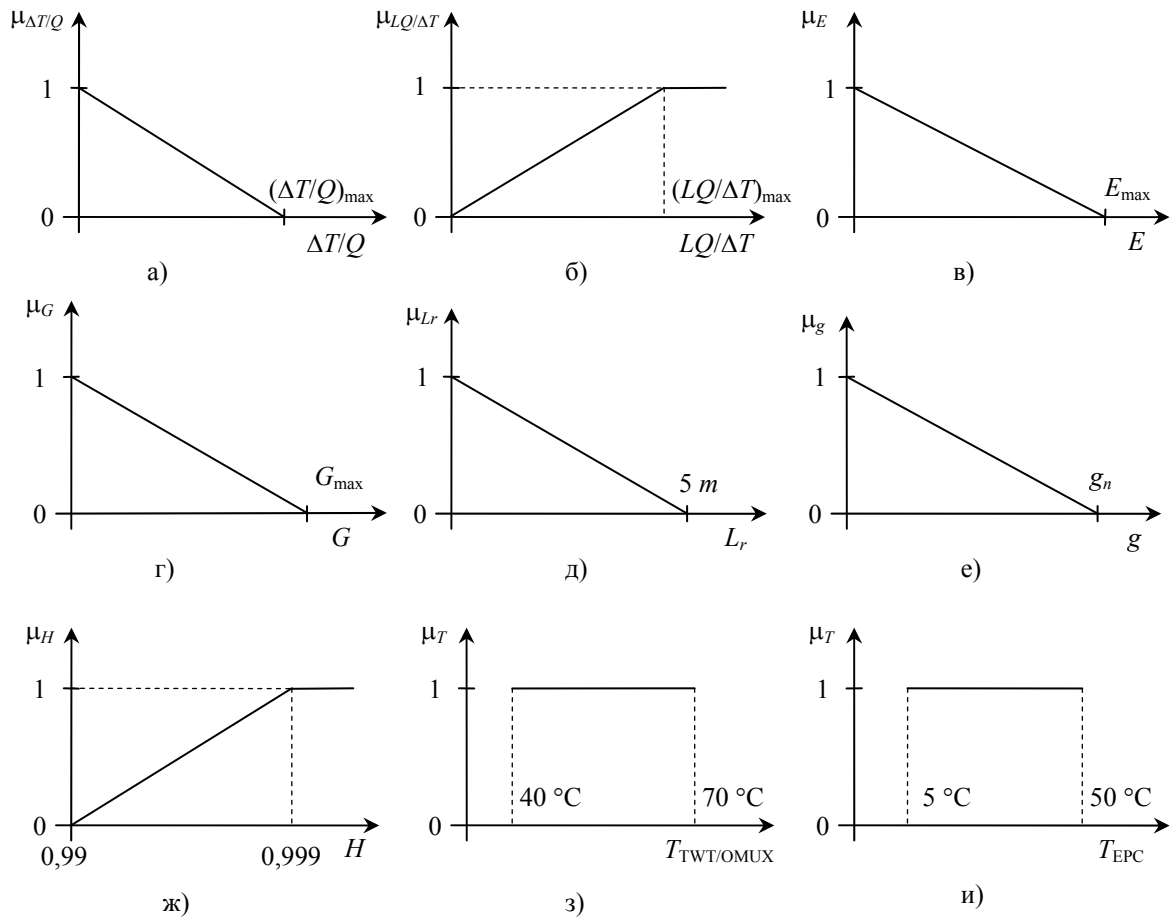 μΔT/Q
1
0
(ΔT/Q)max
ΔT/Q
а)
μLQ/ΔT
1
0
(LQ/ΔT)max
LQ/ΔT
б)
μE
1
0
Emax
E
в)
μG
1
0
Gmax
G
г)
μLr
1
0
5 m
Lr
д)
μg
1
0
gn
g
е)
μH
1
0
0,99
0,999
H
ж)
μT
1
0
40 °C
70 °C
TTWT/OMUX
з)
μT
1
0
5 °C
50 °C
TEPC
и)